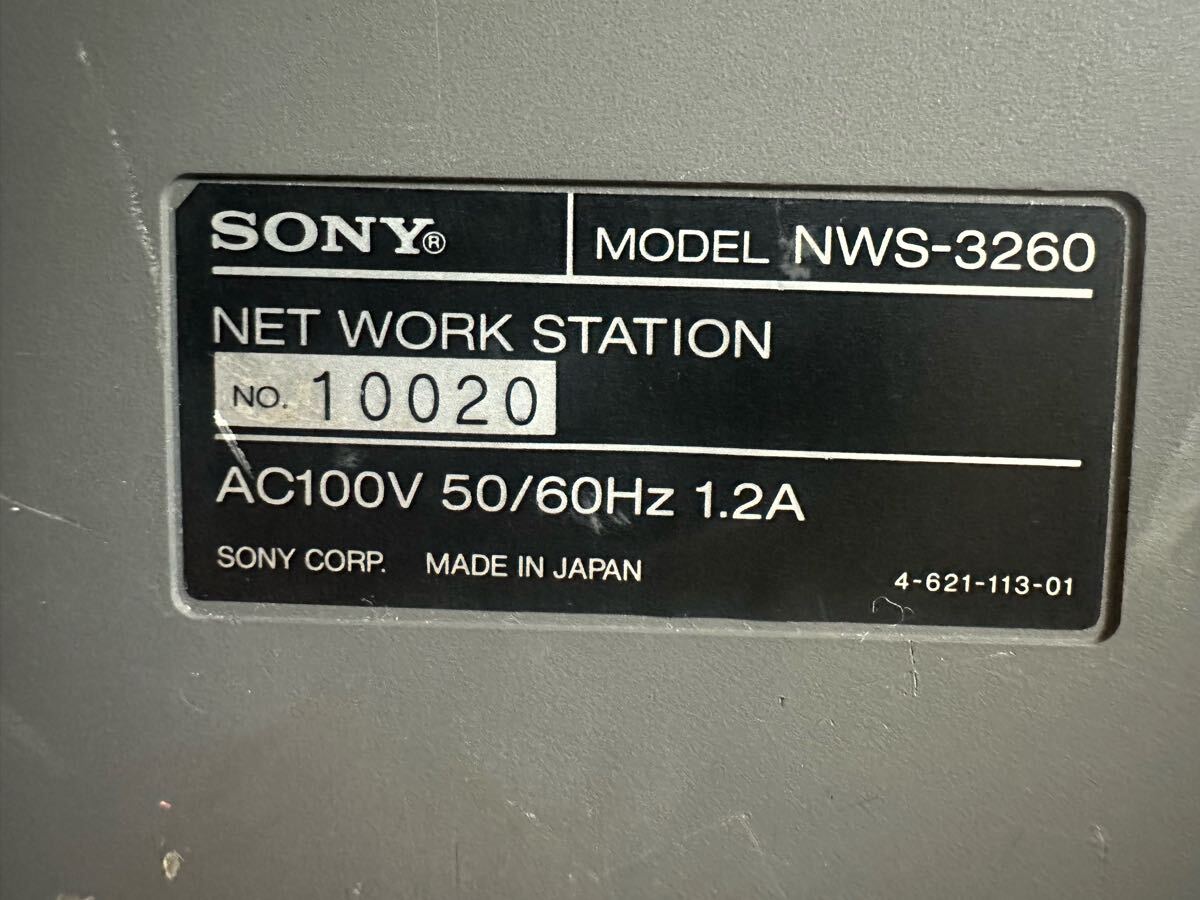 SONY® MODEL NWS-3260
NET WORK STATION
NO. 10020
AC100V 50/60Hz 1.2A
SONY CORP. MADE IN JAPAN 4-621-113-01